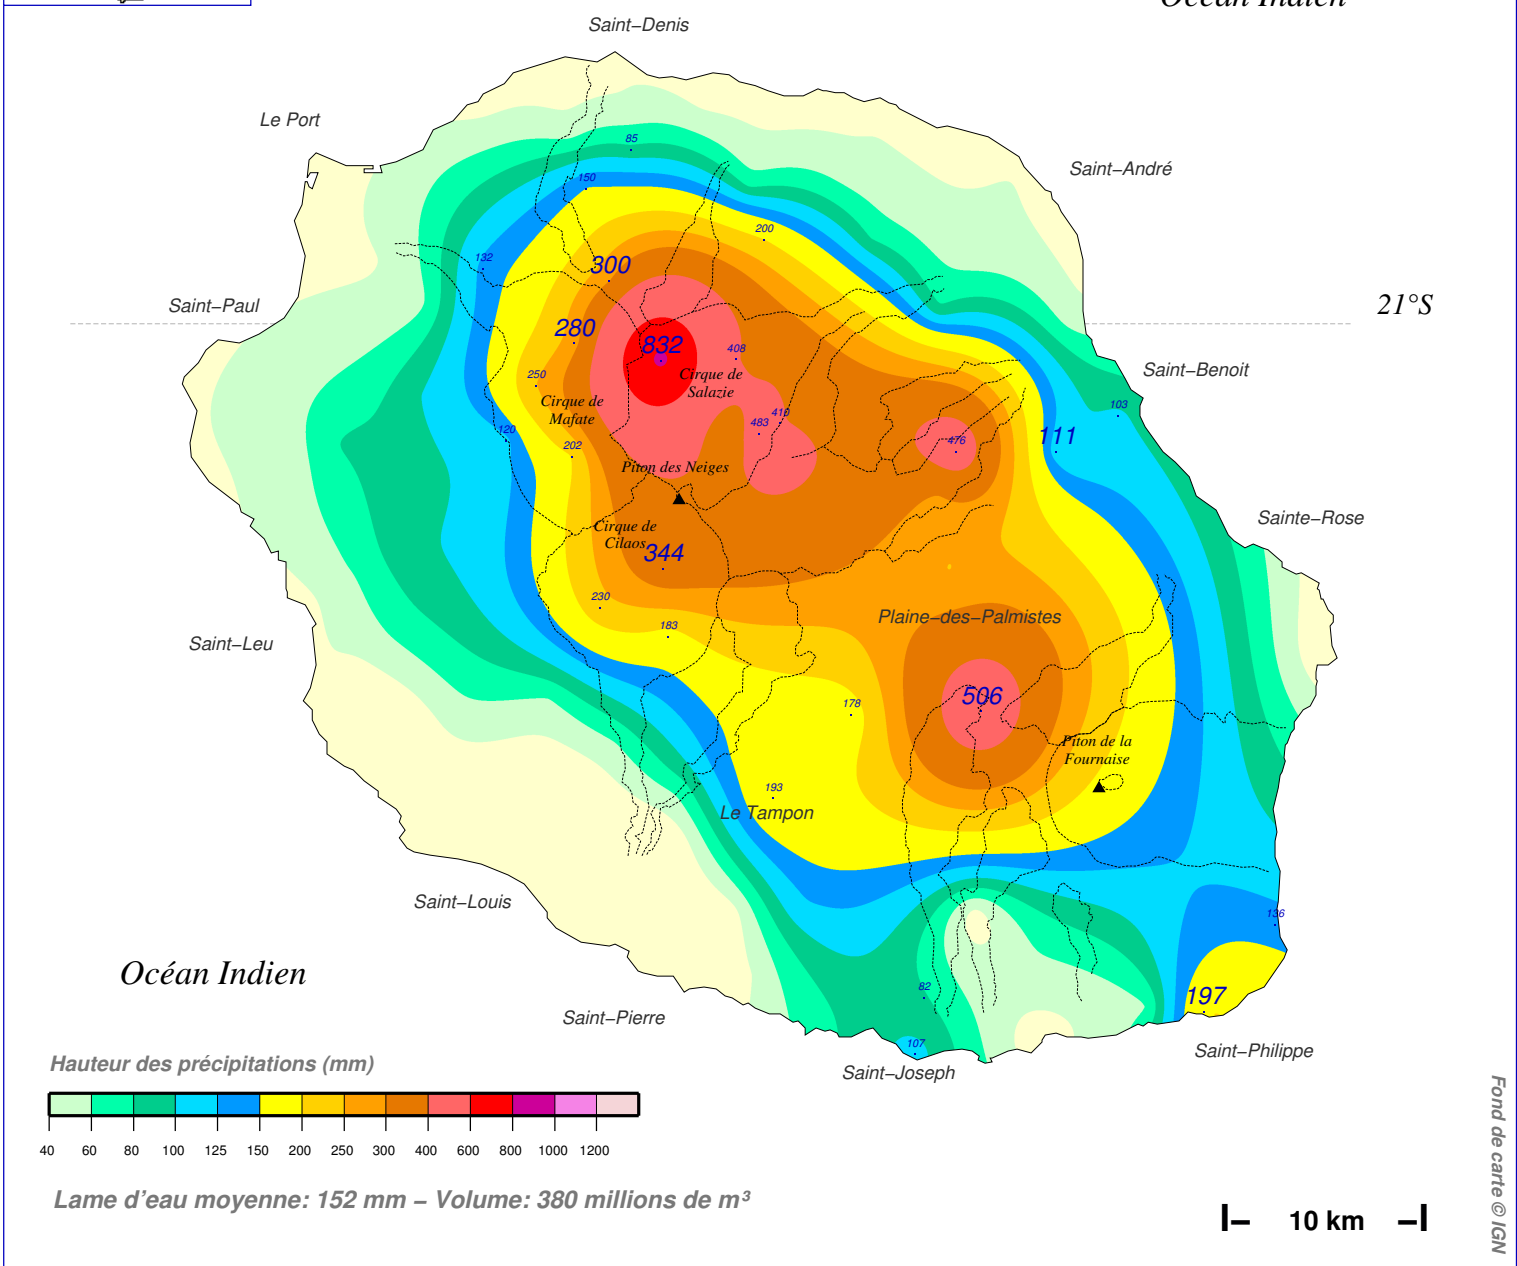 Océan Indien
Saint–Denis
Le Port
85
Saint–André
150
200
132
300
Saint–Paul
21°S
280
832
408
Saint–Benoit
250
Cirque de
Salazie
Cirque de
Mafate
103
410
483
120
111
476
202
Piton des Neiges
Sainte–Rose
Cirque de
Cilaos
344
230
Plaine–des–Palmistes
183
Saint–Leu
506
178
Piton de la
Fournaise
193
Le Tampon
Saint–Louis
136
Océan Indien
82
197
Saint–Pierre
107
Saint–Philippe
Saint–Joseph
Hauteur des précipitations (mm)
40 60 80 100 125 150 200 250 300 400 600 800 1000 1200
Lame d'eau moyenne: 152 mm – Volume: 380 millions de m³
10 km
Fond de carte © IGN